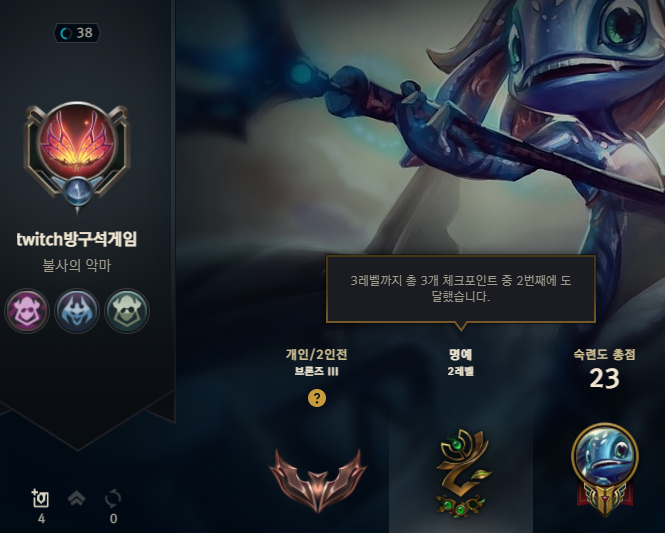 38
twitch방구석게임
불사의 악마
3레벨까지 총 3개 체크포인트 중 2번째에 도
달했습니다.
개인/2인전
브론즈 III
?
명예
2레벨
숙련도 총점
23
4
0